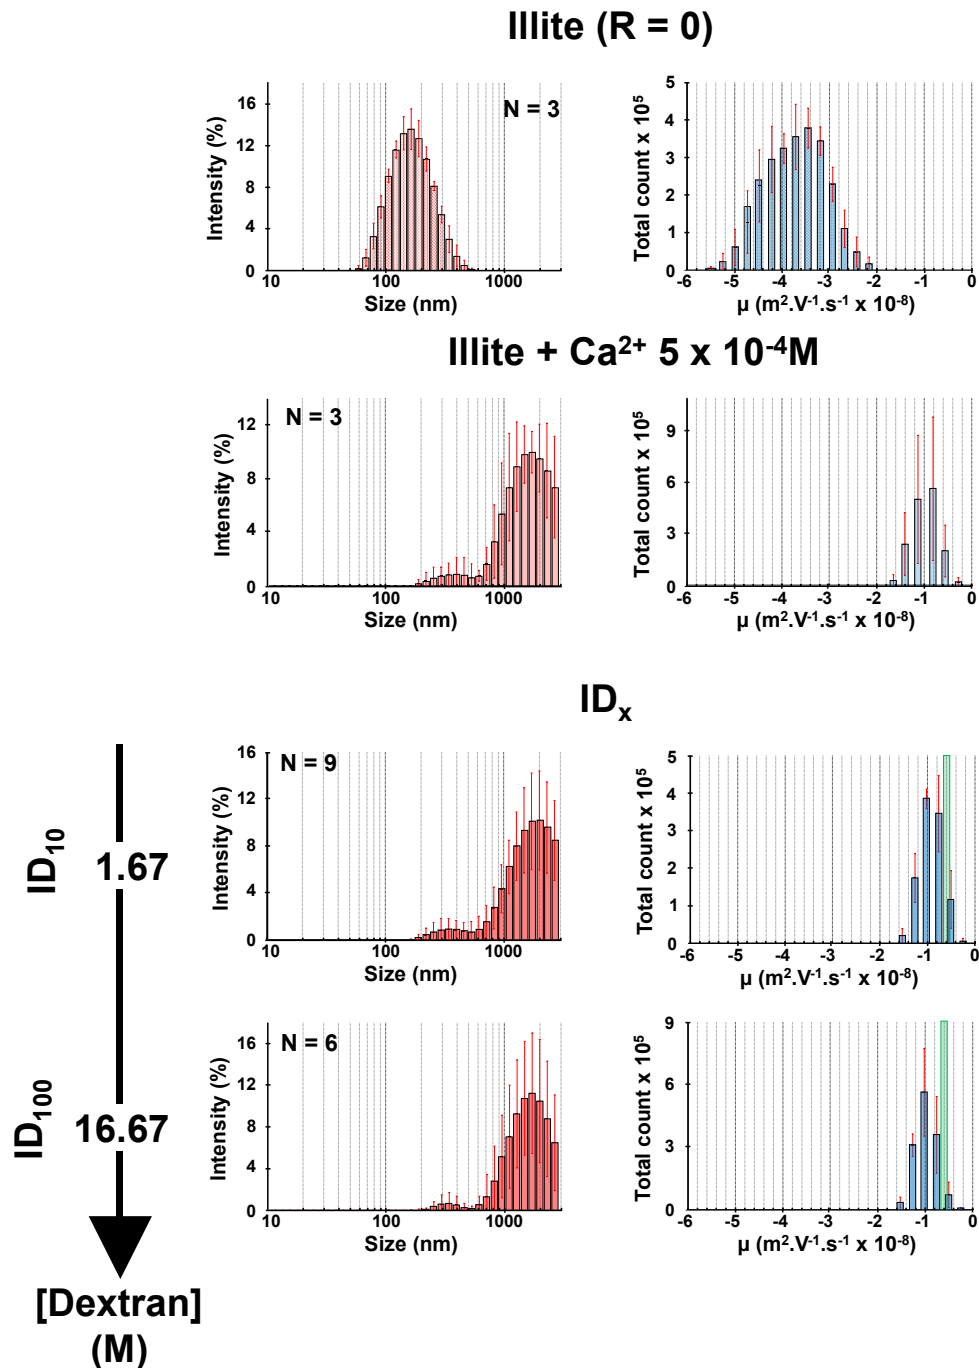 Illite (R = 0)
Intensity (%)
16
12
8
4
0
N = 3
10 100 1000
Size (nm)
Total count x 10⁵
5
4
3
2
1
0
-6 -5 -4 -3 -2 -1 0
µ (m².V⁻¹.s⁻¹ x 10⁻⁸)
Illite + Ca²⁺ 5 x 10⁻⁴M
Intensity (%)
12
8
4
0
N = 3
10 100 1000
Size (nm)
Total count x 10⁵
9
6
3
0
-6 -5 -4 -3 -2 -1 0
µ (m².V⁻¹.s⁻¹ x 10⁻⁸)
IDₓ
ID₁₀
1.67
Intensity (%)
16
12
8
4
0
N = 9
10 100 1000
Size (nm)
Total count x 10⁵
5
4
3
2
1
0
-6 -5 -4 -3 -2 -1 0
µ (m².V⁻¹.s⁻¹ x 10⁻⁸)
ID₁₀₀
16.67
Intensity (%)
16
12
8
4
0
N = 6
10 100 1000
Size (nm)
Total count x 10⁵
9
6
3
0
-6 -5 -4 -3 -2 -1 0
µ (m².V⁻¹.s⁻¹ x 10⁻⁸)
[Dextran]
(M)